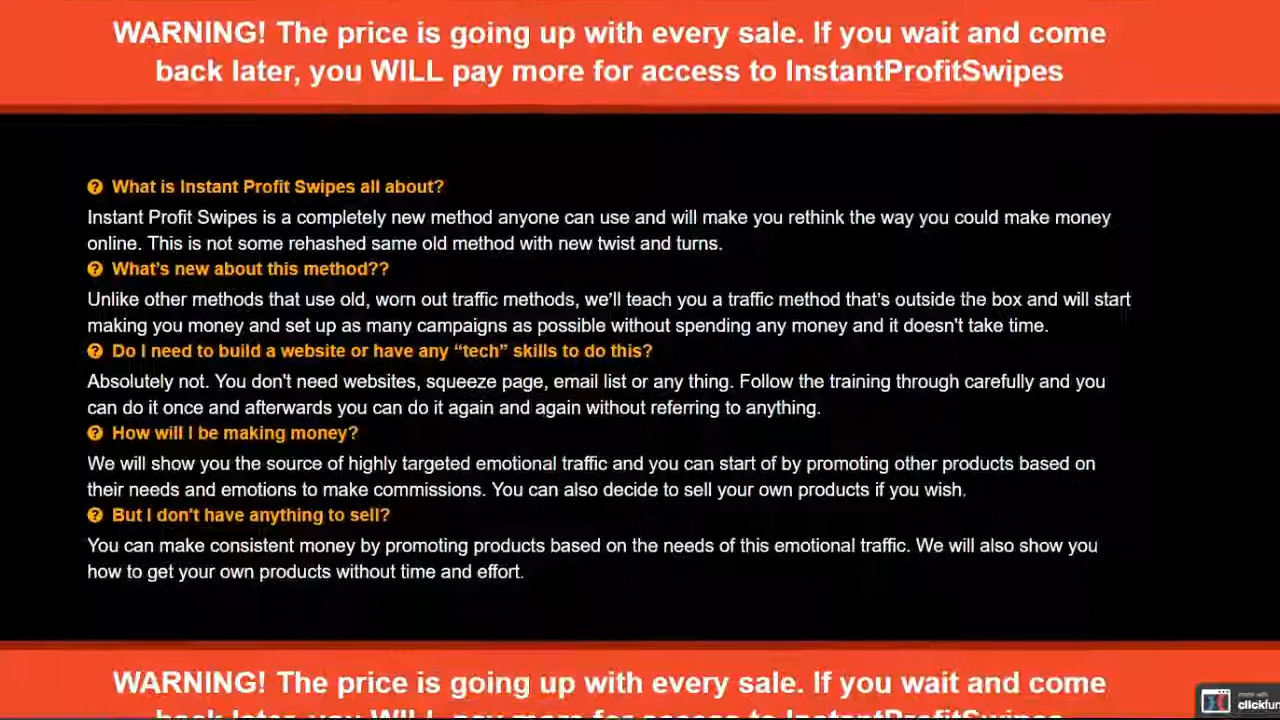 WARNING! The price is going up with every sale. If you wait and come
back later, you WILL pay more for access to InstantProfitSwipes
What is Instant Profit Swipes all about?
Instant Profit Swipes is a completely new method anyone can use and will make you rethink the way you could make money
online. This is not some rehashed same old method with new twist and turns.
What's new about this method??
Unlike other methods that use old, worn out traffic methods, we'll teach you a traffic method that's outside the box and will start
making you money and set up as many campaigns as possible without spending any money and it doesn't take time.
Do I need to build a website or have any “tech” skills to do this?
Absolutely not. You don't need websites, squeeze page, email list or any thing. Follow the training through carefully and you
can do it once and afterwards you can do it again and again without referring to anything.
How will I be making money?
We will show you the source of highly targeted emotional traffic and you can start of by promoting other products based on
their needs and emotions to make commissions. You can also decide to sell your own products if you wish.
But I don't have anything to sell?
You can make consistent money by promoting products based on the needs of this emotional traffic. We will also show you
how to get your own products without time and effort.
WARNING! The price is going up with every sale. If you wait and come
back later, you WILL pay more for access to InstantProfitSwipes
made with
clickfun